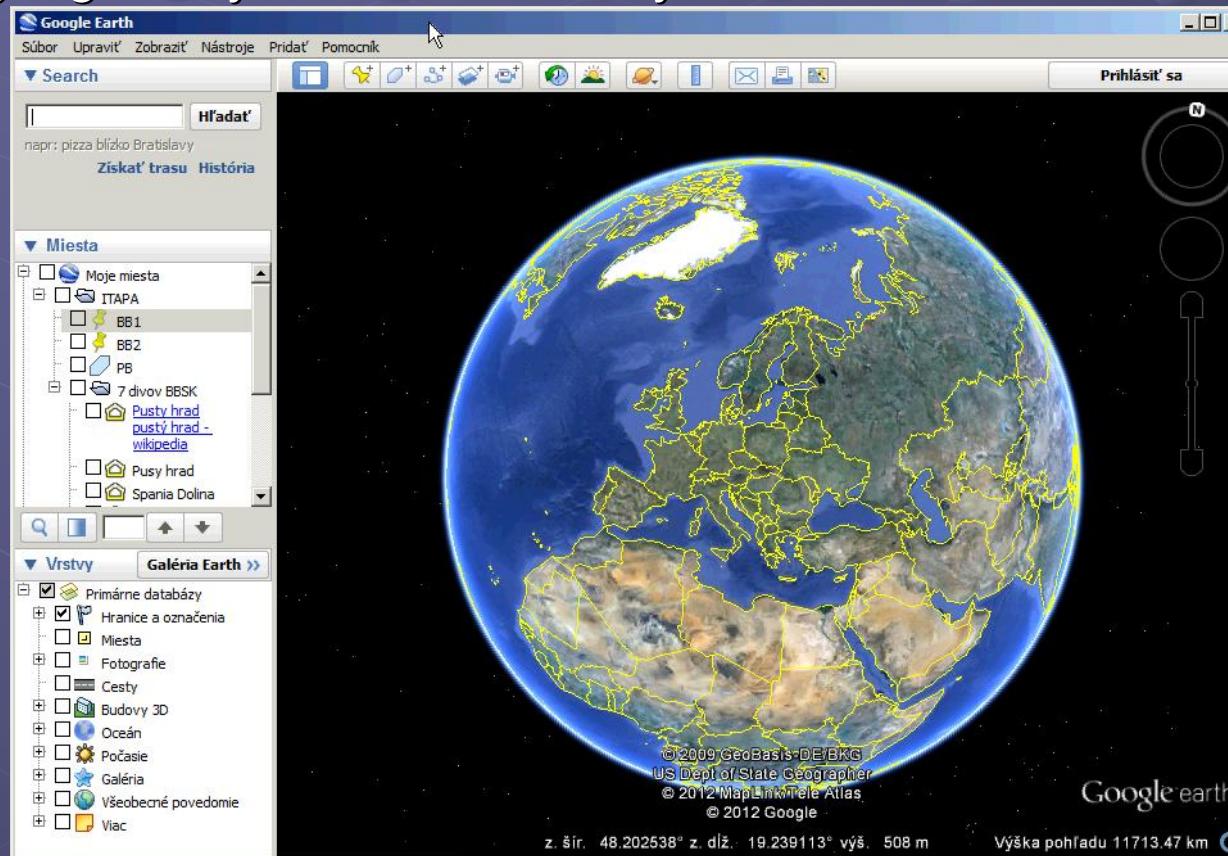 Google Earth
Súbor Upraviť Zobraziť Nástroje Pridať Pomocník
Search
Prihlásiť sa
Hľadať
napr: pizza blízko Bratislavy
Získať trasu História
N
Miesta
Moje miesta
ITAPA
BB1
BB2
PB
7 divov BBSK
Pusty hrad
pustý hrad -
wikipedia
Pusy hrad
Spania Dolina
Vrstvy Galéria Earth >>
Primárne databázy
Hranice a označenia
Miesta
Fotografie
Cesty
Budovy 3D
Oceán
Počasie
Galéria
Všeobecné povedomie
Viac
© 2009 GeoBasis-DE/BKG
US Dept of State Geographer
© 2012 MapLink/Tele Atlas
© 2012 Google
Google earth
z. šír. 48.202538° z. dĺž. 19.239113° výš. 508 m Výška pohľadu 11713.47 km